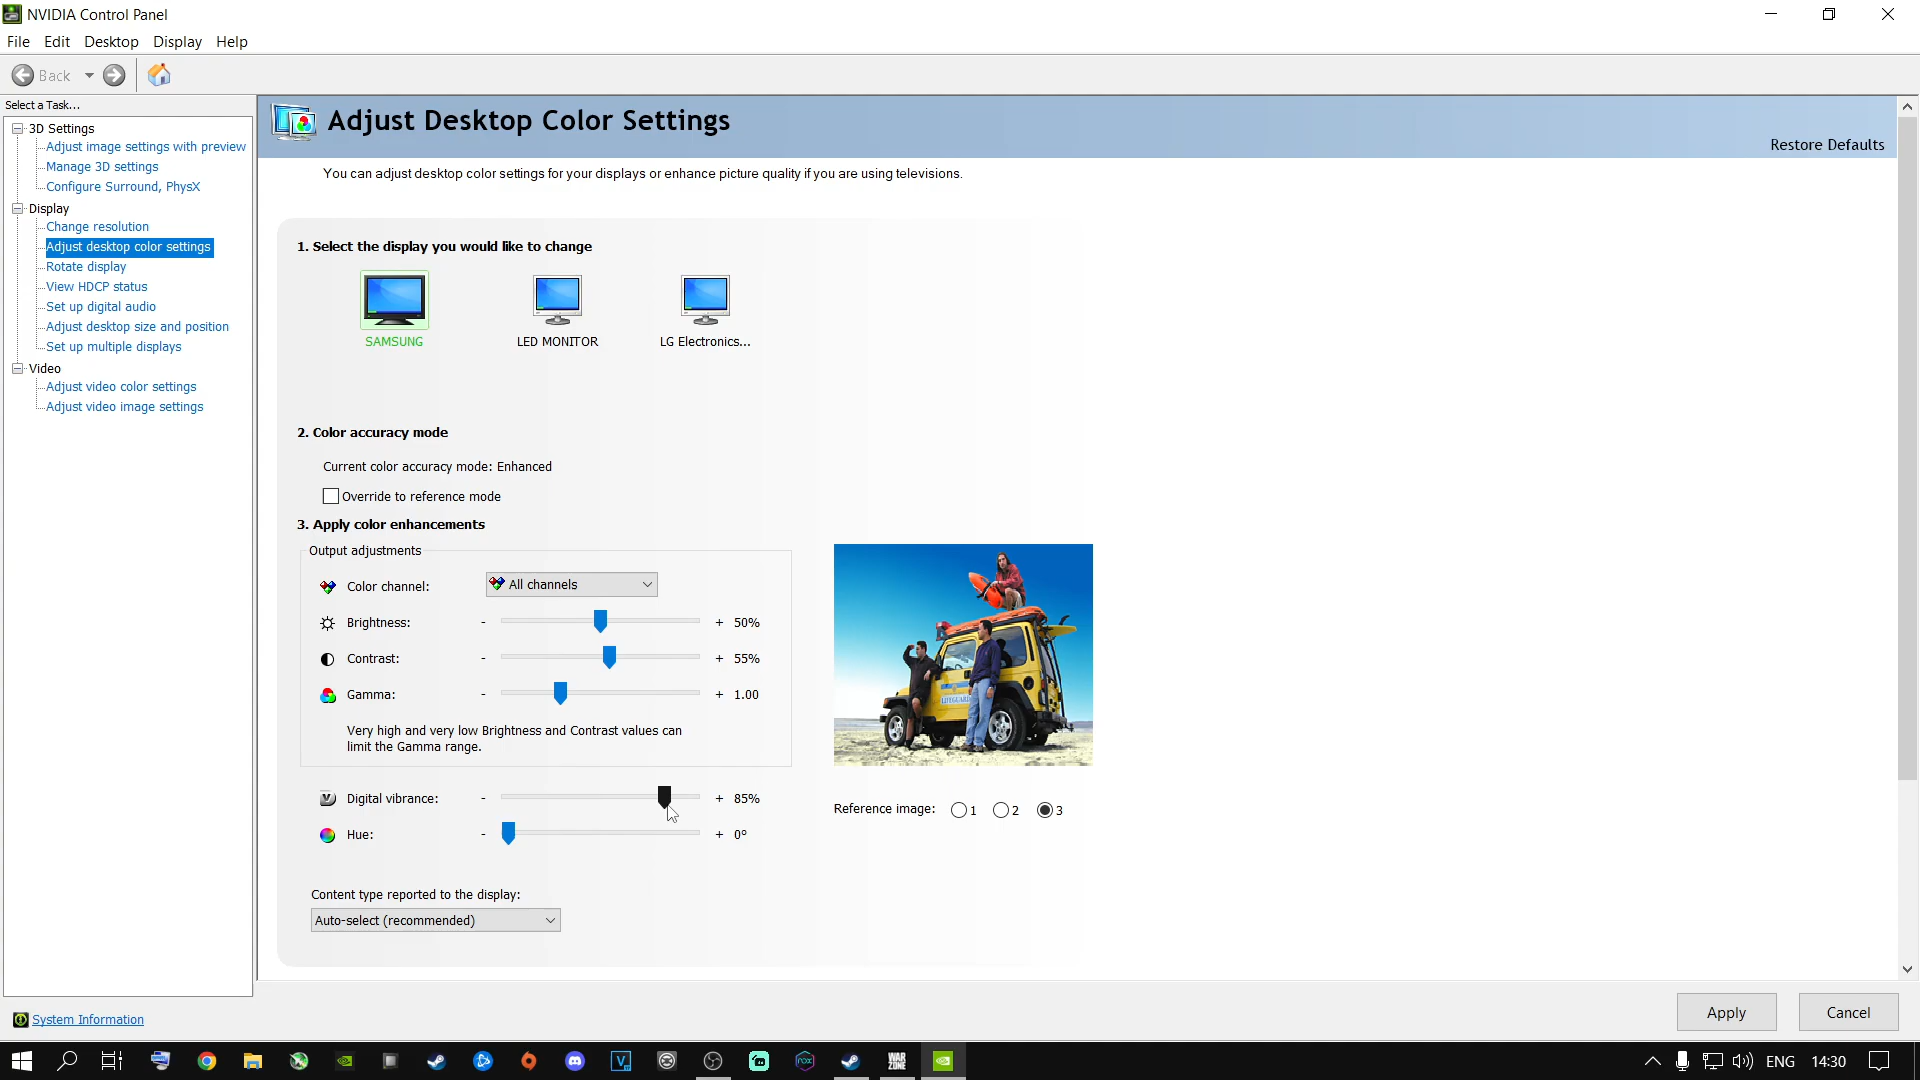 NVIDIA Control Panel
File Edit Desktop Display Help
Back
Select a Task...
3D Settings
Adjust image settings with preview
Manage 3D settings
Configure Surround, PhysX
Display
Change resolution
Adjust desktop color settings
Rotate display
View HDCP status
Set up digital audio
Adjust desktop size and position
Set up multiple displays
Video
Adjust video color settings
Adjust video image settings
System Information
Adjust Desktop Color Settings
Restore Defaults
You can adjust desktop color settings for your displays or enhance picture quality if you are using televisions.
1. Select the display you would like to change
SAMSUNG LED MONITOR LG Electronics...
2. Color accuracy mode
Current color accuracy mode: Enhanced
Override to reference mode
3. Apply color enhancements
Output adjustments
Color channel: All channels
Brightness: - + 50%
Contrast: - + 55%
Gamma: - + 1.00
Very high and very low Brightness and Contrast values can
limit the Gamma range.
Digital vibrance: - + 85%
Hue: - + 0°
LIFEGUARD
Reference image: 1 2 3
Content type reported to the display:
Auto-select (recommended)
Apply Cancel
WAR
ZONE
ENG 14:30